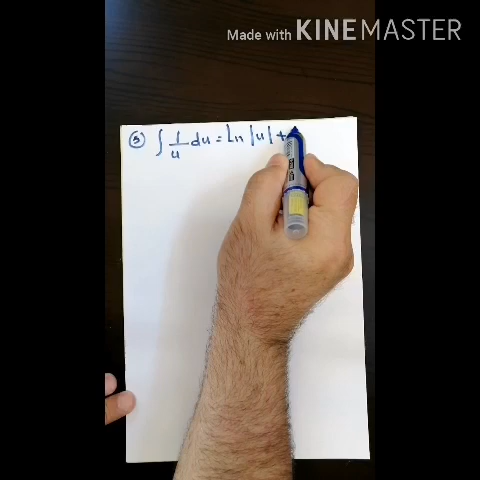 Made with KINEMASTER
⑤ ∫ 1/u du = Ln |u| +